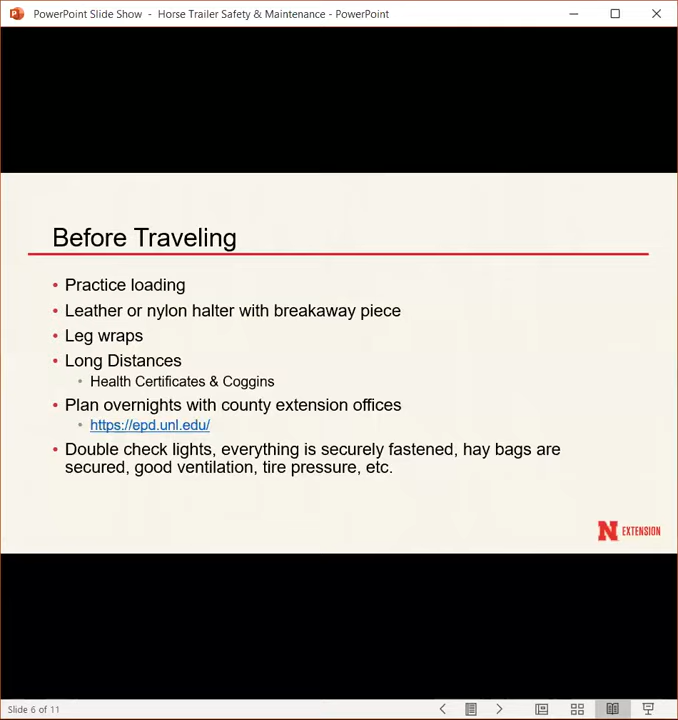 PowerPoint Slide Show - Horse Trailer Safety & Maintenance - PowerPoint
Before Traveling
• Practice loading
• Leather or nylon halter with breakaway piece
• Leg wraps
• Long Distances
• Health Certificates & Coggins
• Plan overnights with county extension offices
• https://epd.unl.edu/
• Double check lights, everything is securely fastened, hay bags are
secured, good ventilation, tire pressure, etc.
N EXTENSION
Slide 6 of 11